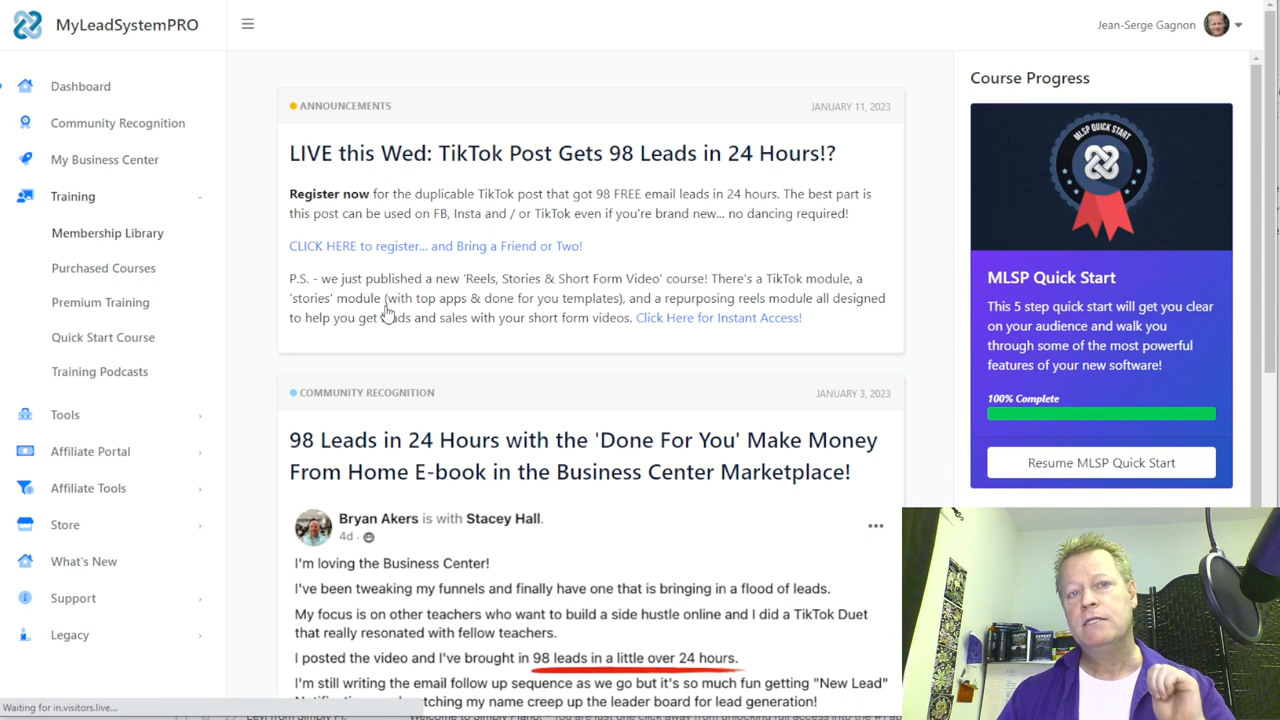 MyLeadSystemPRO
Jean-Serge Gagnon
Dashboard
Community Recognition
My Business Center
Training
Membership Library
Purchased Courses
Premium Training
Quick Start Course
Training Podcasts
Tools
Affiliate Portal
Affiliate Tools
Store
What's New
Support
Legacy
Waiting for in.visitors.live...
ANNOUNCEMENTS
JANUARY 11, 2023
LIVE this Wed: TikTok Post Gets 98 Leads in 24 Hours!?
Register now for the duplicable TikTok post that got 98 FREE email leads in 24 hours. The best part is
this post can be used on FB, Insta and / or TikTok even if you're brand new... no dancing required!
CLICK HERE to register... and Bring a Friend or Two!
P.S. - we just published a new 'Reels, Stories & Short Form Video' course! There's a TikTok module, a
'stories' module (with top apps & done for you templates), and a repurposing reels module all designed
to help you get leads and sales with your short form videos. Click Here for Instant Access!
COMMUNITY RECOGNITION
JANUARY 3, 2023
98 Leads in 24 Hours with the 'Done For You' Make Money
From Home E-book in the Business Center Marketplace!
Bryan Akers is with Stacey Hall.
4d
I'm loving the Business Center!
I've been tweaking my funnels and finally have one that is bringing in a flood of leads.
My focus is on other teachers who want to build a side hustle online and I did a TikTok Duet
that really resonated with fellow teachers.
I posted the video and I've brought in 98 leads in a little over 24 hours.
I'm still writing the email follow up sequence as we go but it's so much fun getting "New Lead"
tching my name creep up the leader board for lead generation!
Course Progress
MLSP QUICK START
MLSP Quick Start
This 5 step quick start will get you clear
on your audience and walk you
through some of the most powerful
features of your new software!
100% Complete
Resume MLSP Quick Start
TRAFFIC
EXPERT